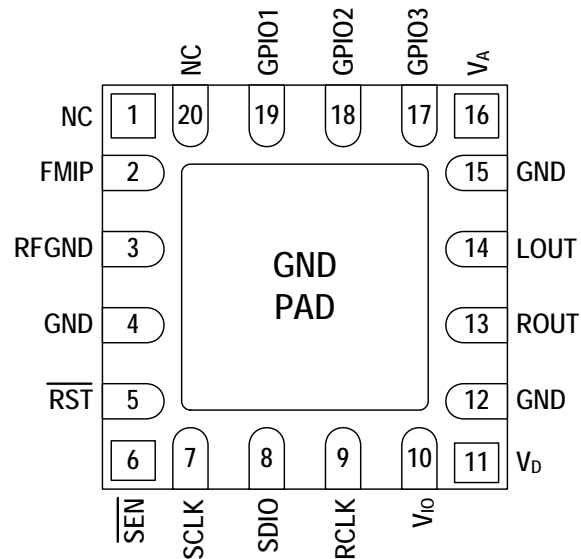 NC GPIO1 GPIO2 GPIO3 VA
NC 1 20 19 18 17 16
FMIP 2 15 GND
RFGND 3 14 LOUT
GND PAD
GND 4 13 ROUT
RST 5 12 GND
6 7 8 9 10 11 VD
SEN SCLK SDIO RCLK VIO